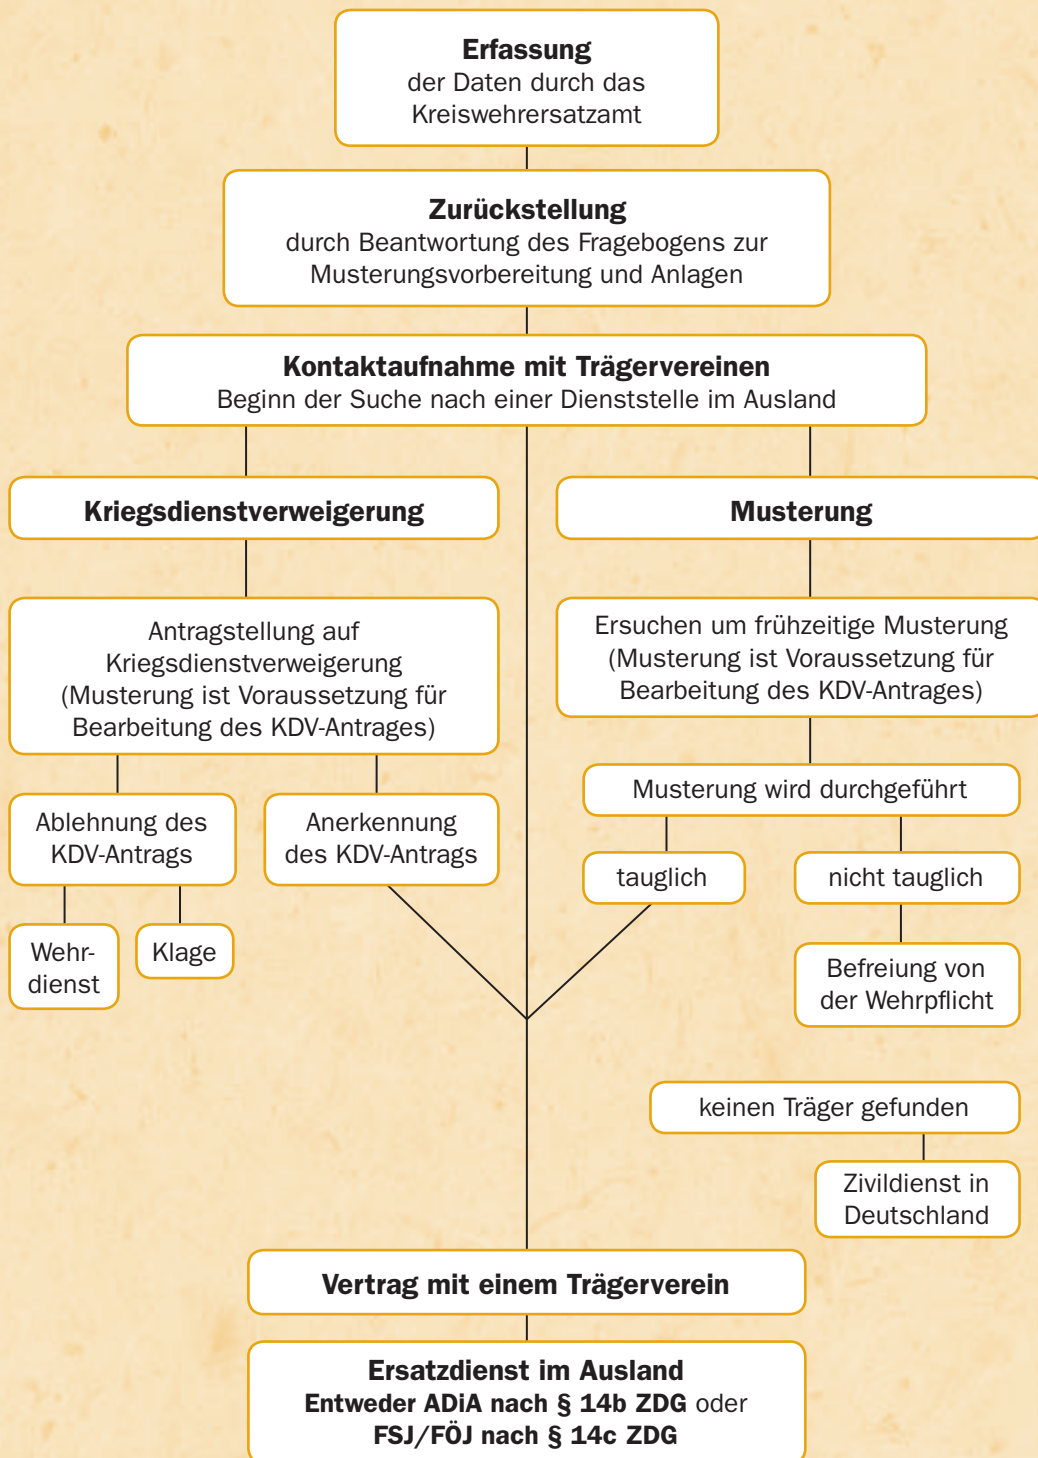 Erfassung
der Daten durch das
Kreiswehrersatzamt
Zurückstellung
durch Beantwortung des Fragebogens zur
Musterungsvorbereitung und Anlagen
Kontaktaufnahme mit Trägervereinen
Beginn der Suche nach einer Dienststelle im Ausland
Kriegsdienstverweigerung
Antragstellung auf
Kriegsdienstverweigerung
(Musterung ist Voraussetzung für
Bearbeitung des KDV-Antrages)
Ablehnung des
KDV-Antrags
Anerkennung
des KDV-Antrags
Wehr-
dienst
Klage
Musterung
Ersuchen um frühzeitige Musterung
(Musterung ist Voraussetzung für
Bearbeitung des KDV-Antrages)
Musterung wird durchgeführt
tauglich
nicht tauglich
Befreiung von
der Wehrpflicht
keinen Träger gefunden
Zivildienst in
Deutschland
Vertrag mit einem Trägerverein
Ersatzdienst im Ausland
Entweder ADiA nach § 14b ZDG oder
FSJ/FÖJ nach § 14c ZDG